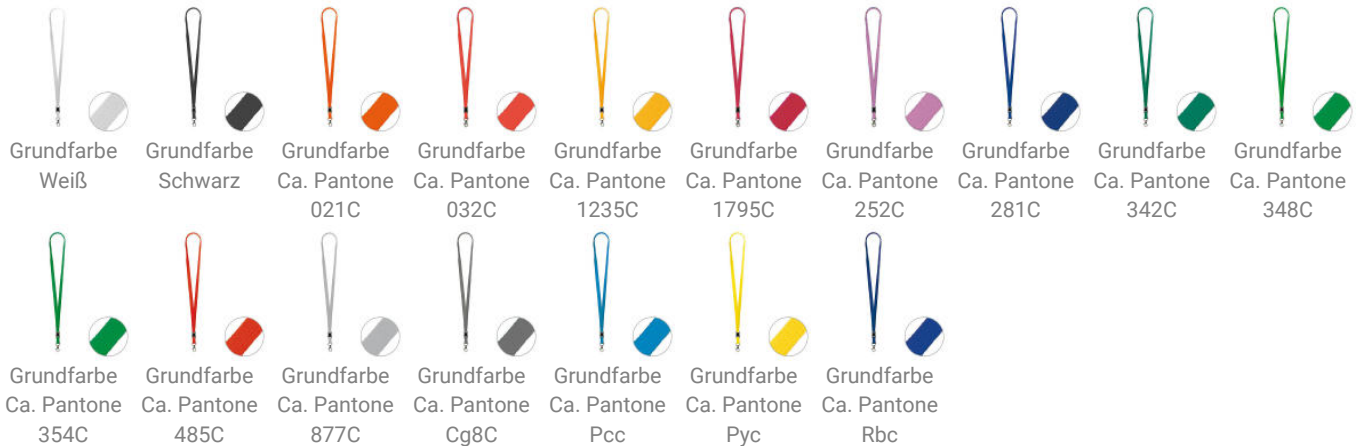 Grundfarbe
Weiß
Grundfarbe
Schwarz
Grundfarbe
Ca. Pantone
021C
Grundfarbe
Ca. Pantone
032C
Grundfarbe
Ca. Pantone
1235C
Grundfarbe
Ca. Pantone
1795C
Grundfarbe
Ca. Pantone
252C
Grundfarbe
Ca. Pantone
281C
Grundfarbe
Ca. Pantone
342C
Grundfarbe
Ca. Pantone
348C
Grundfarbe
Ca. Pantone
354C
Grundfarbe
Ca. Pantone
485C
Grundfarbe
Ca. Pantone
877C
Grundfarbe
Ca. Pantone
Cg8C
Grundfarbe
Ca. Pantone
Pcc
Grundfarbe
Ca. Pantone
Pyc
Grundfarbe
Ca. Pantone
Rbc